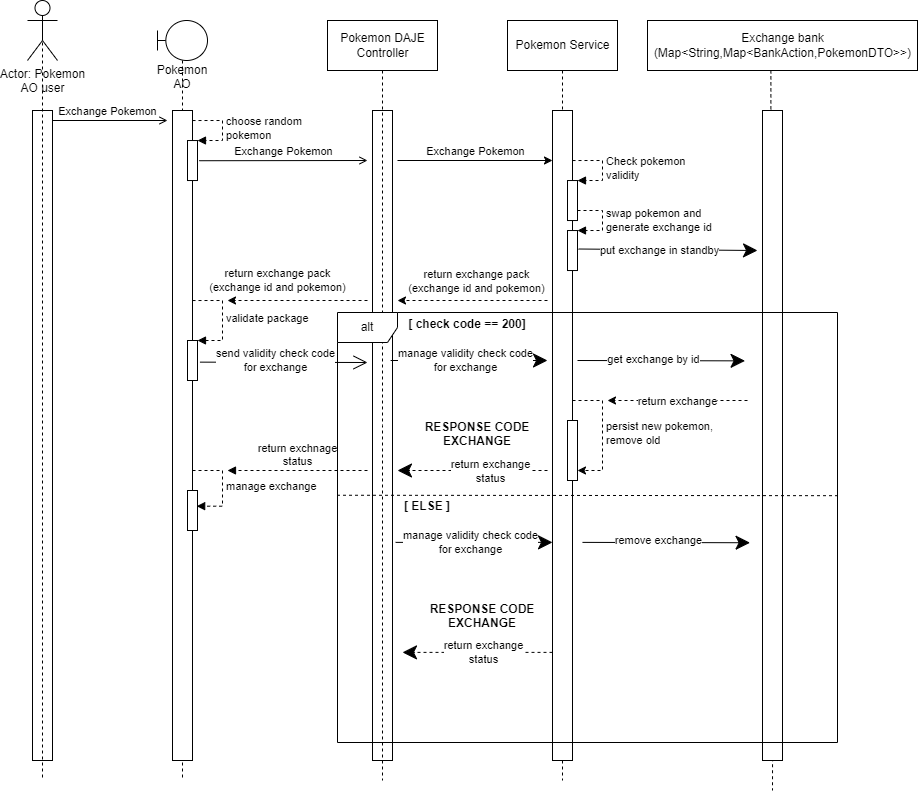 Actor: Pokemon
AO user
Pokemon
AO
Pokemon DAJE
Controller
Pokemon Service
Exchange bank
(Map<String,Map<BankAction,PokemonDTO>>)
Exchange Pokemon
choose random
pokemon
Exchange Pokemon
Exchange Pokemon
Check pokemon
validity
swap pokemon and
generate exchange id
put exchange in standby
return exchange pack
(exchange id and pokemon)
return exchange pack
(exchange id and pokemon)
validate package
alt
[ check code == 200]
send validity check code
for exchange
manage validity check code
for exchange
get exchange by id
return exchange
persist new pokemon,
remove old
RESPONSE CODE
EXCHANGE
return exchange
status
return exchnage
status
manage exchange
[ ELSE ]
manage validity check code
for exchange
remove exchange
RESPONSE CODE
EXCHANGE
return exchange
status